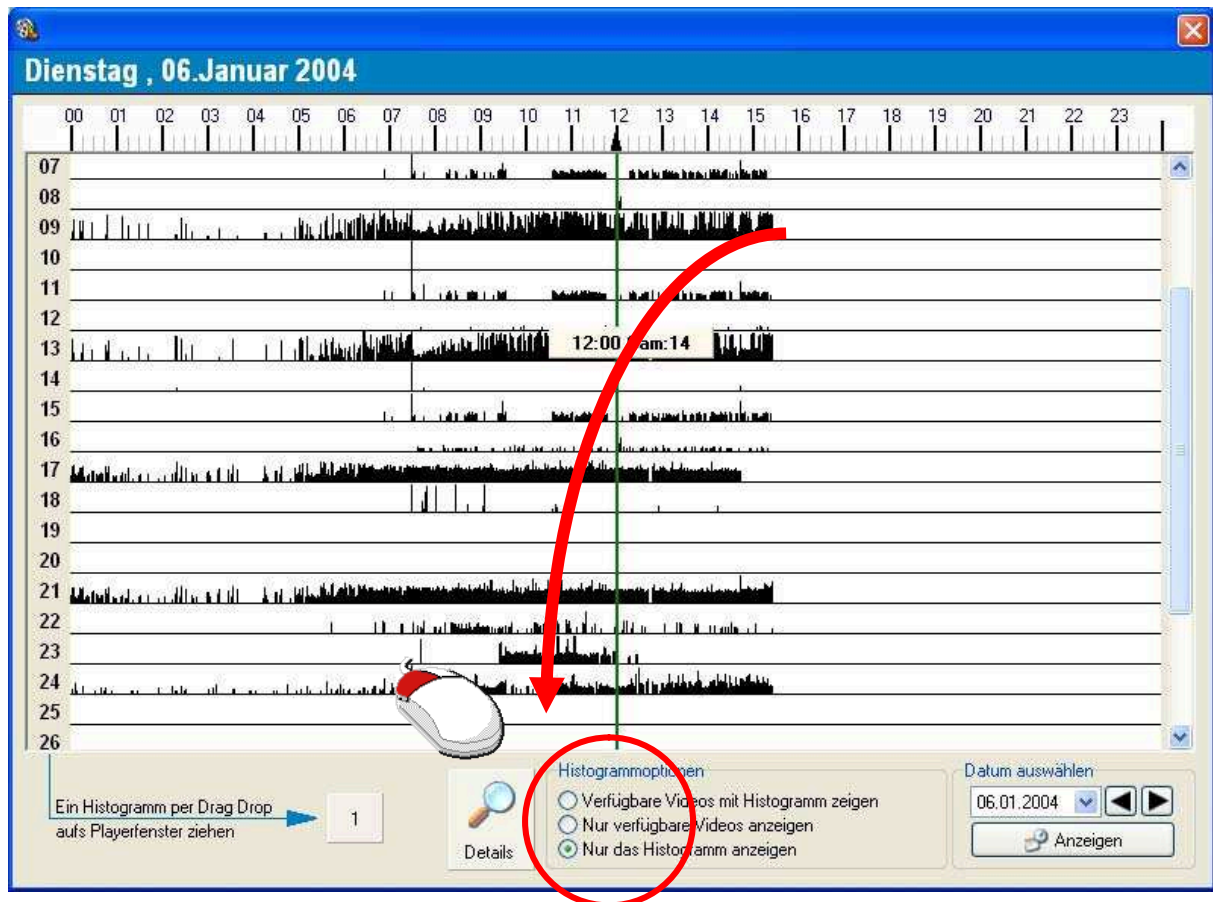 Dienstag , 06.Januar 2004
00 01 02 03 04 05 06 07 08 09 10 11 12 13 14 15 16 17 18 19 20 21 22 23
07
08
09
10
11
12
13
12:00 am:14
14
15
16
17
18
19
20
21
22
23
24
25
26
Ein Histogramm per Drag Drop
aufs Playerfenster ziehen
1
Details
Histogrammoptionen
Verfügbare Videos mit Histogramm zeigen
Nur verfügbare Videos anzeigen
Nur das Histogramm anzeigen
Datum auswählen
06.01.2004
Anzeigen